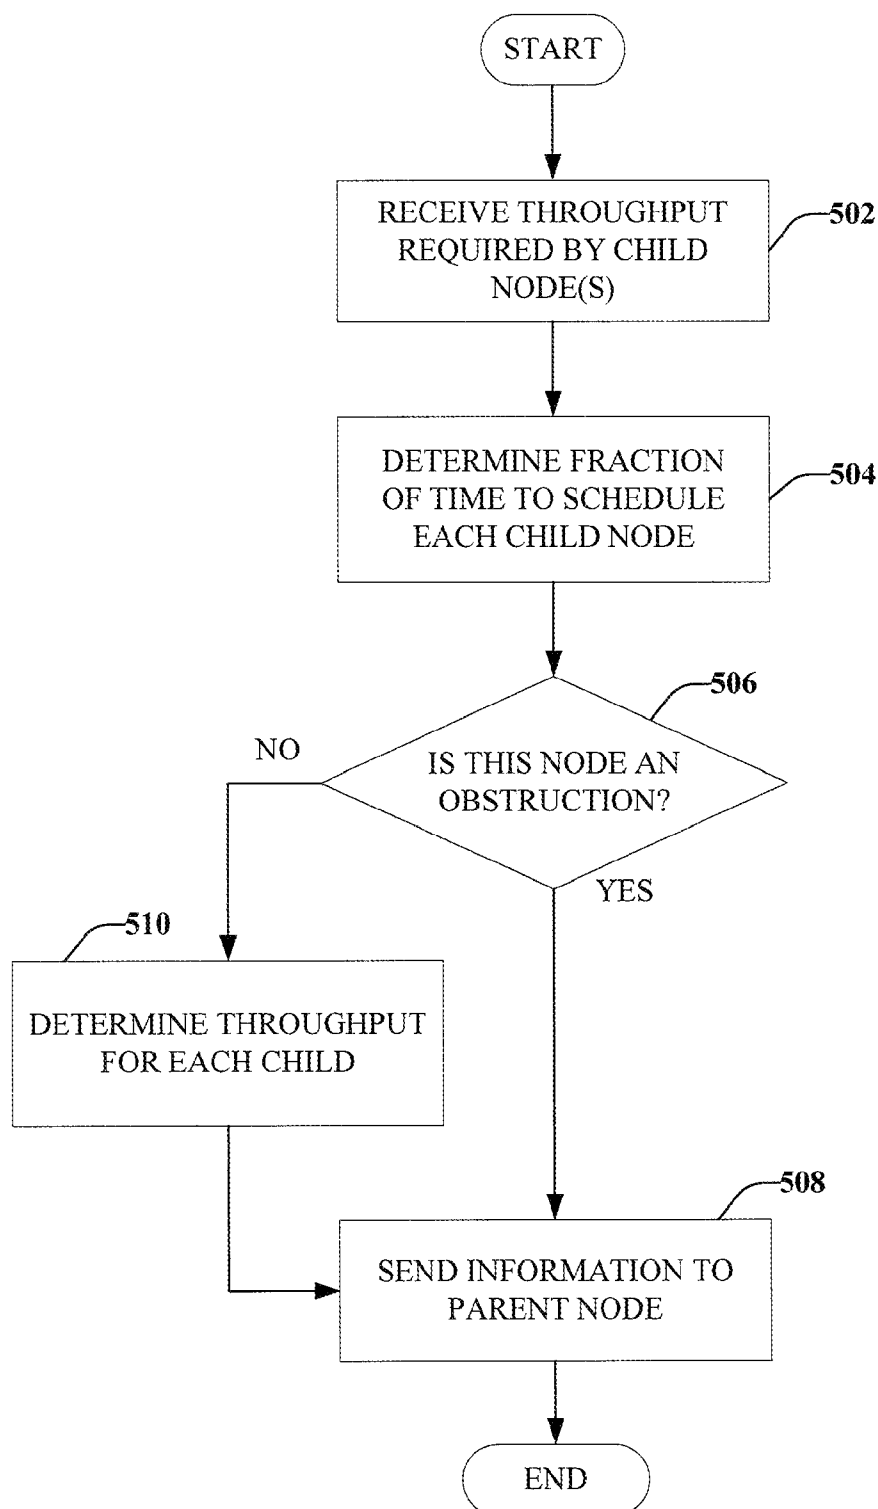 START
RECEIVE THROUGHPUT
REQUIRED BY CHILD
NODE(S)
502
DETERMINE FRACTION
OF TIME TO SCHEDULE
EACH CHILD NODE
504
506
IS THIS NODE AN
OBSTRUCTION?
NO
YES
510
DETERMINE THROUGHPUT
FOR EACH CHILD
508
SEND INFORMATION TO
PARENT NODE
END